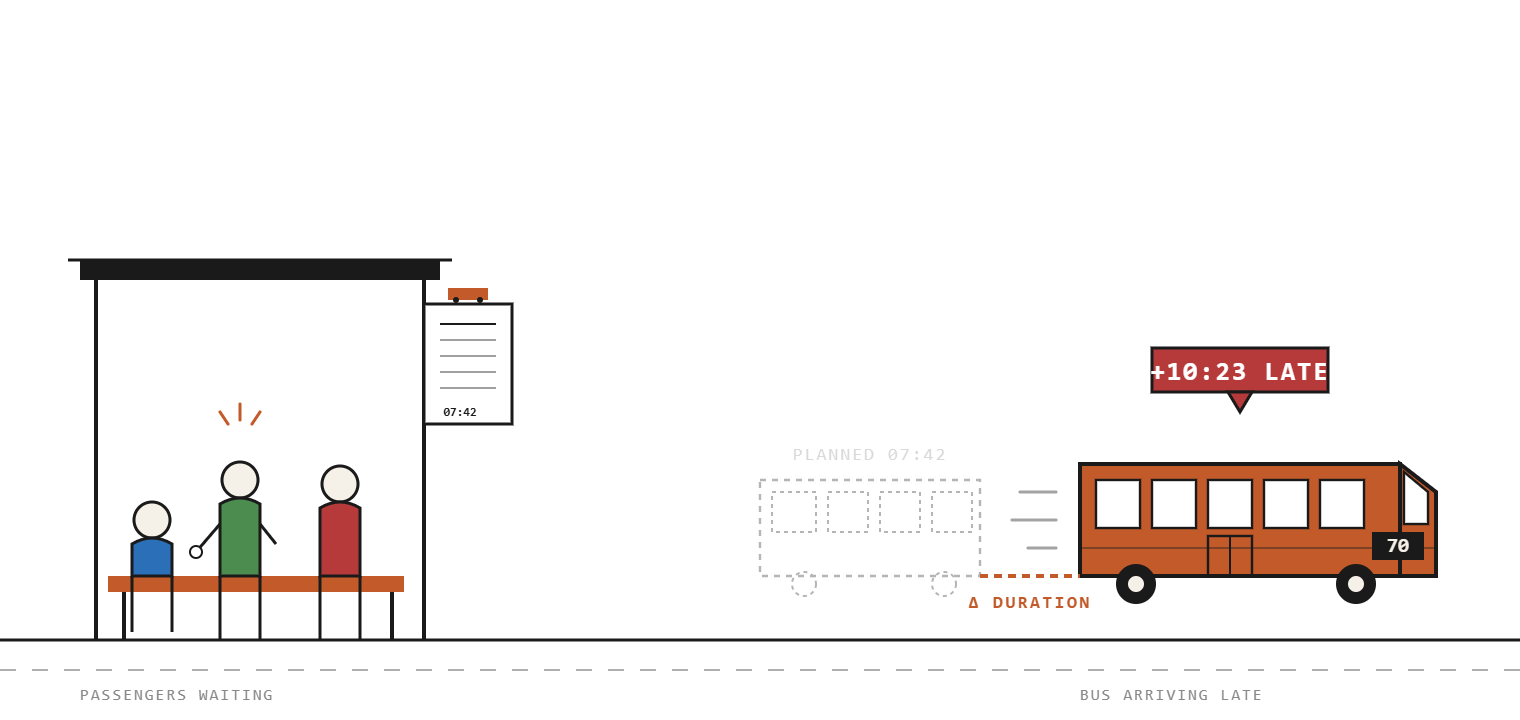 +10:23 LATE
07:42
PLANNED 07:42
70
Δ DURATION
PASSENGERS WAITING
BUS ARRIVING LATE